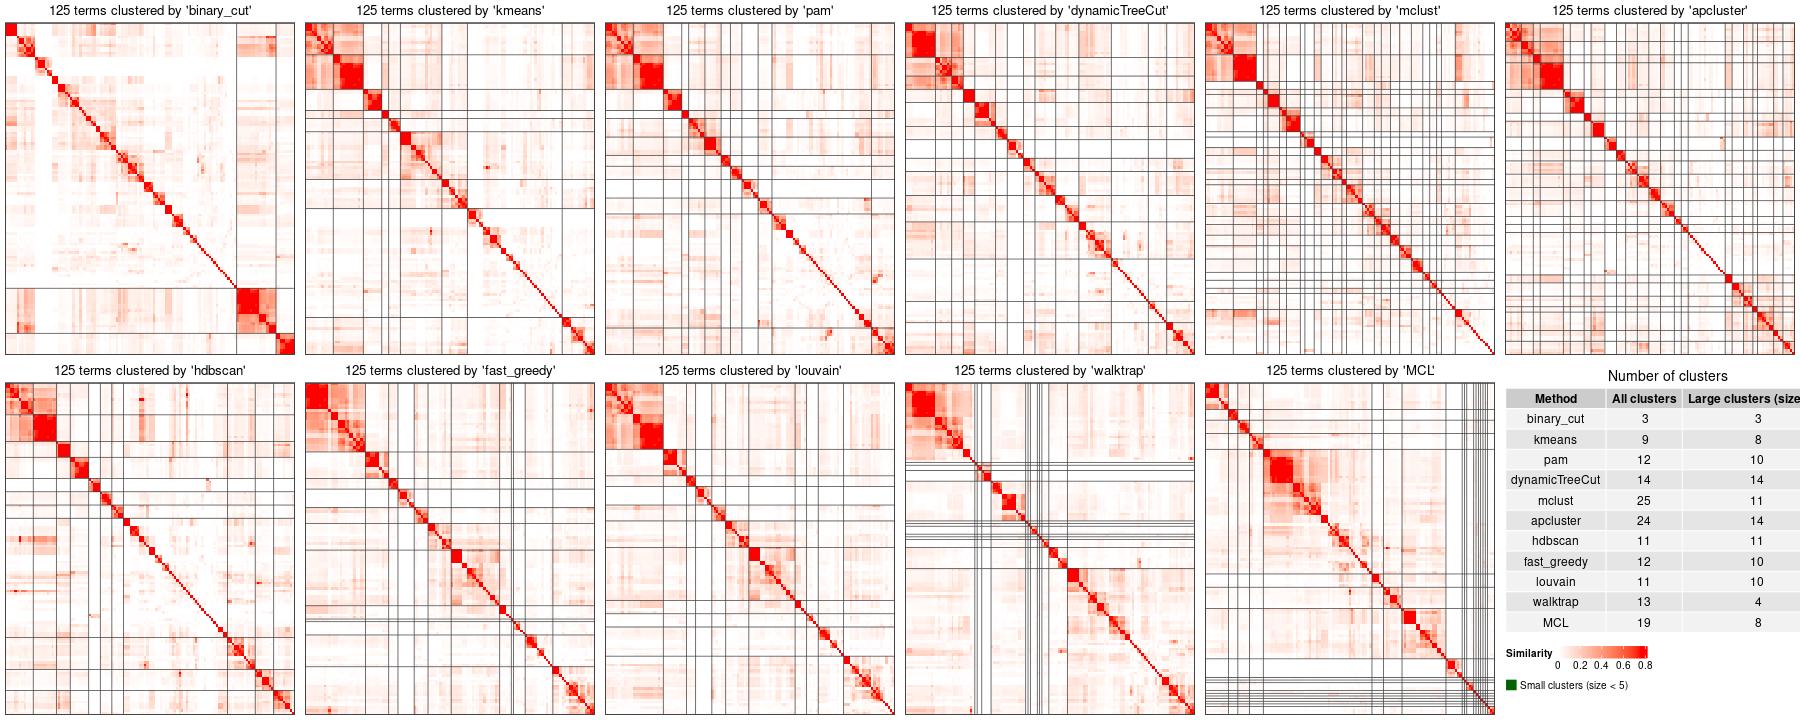 125 terms clustered by 'binary_cut'
125 terms clustered by 'kmeans'
125 terms clustered by 'pam'
125 terms clustered by 'dynamicTreeCut'
125 terms clustered by 'mclust'
125 terms clustered by 'apcluster'
125 terms clustered by 'hdbscan'
125 terms clustered by 'fast_greedy'
125 terms clustered by 'louvain'
125 terms clustered by 'walktrap'
125 terms clustered by 'MCL'
Number of clusters
Method All clusters Large clusters (size
binary_cut 3 3
kmeans 9 8
pam 12 10
dynamicTreeCut 14 14
mclust 25 11
apcluster 24 14
hdbscan 11 11
fast_greedy 12 10
louvain 11 10
walktrap 13 4
MCL 19 8
Similarity
0 0.2 0.4 0.6 0.8
Small clusters (size < 5)